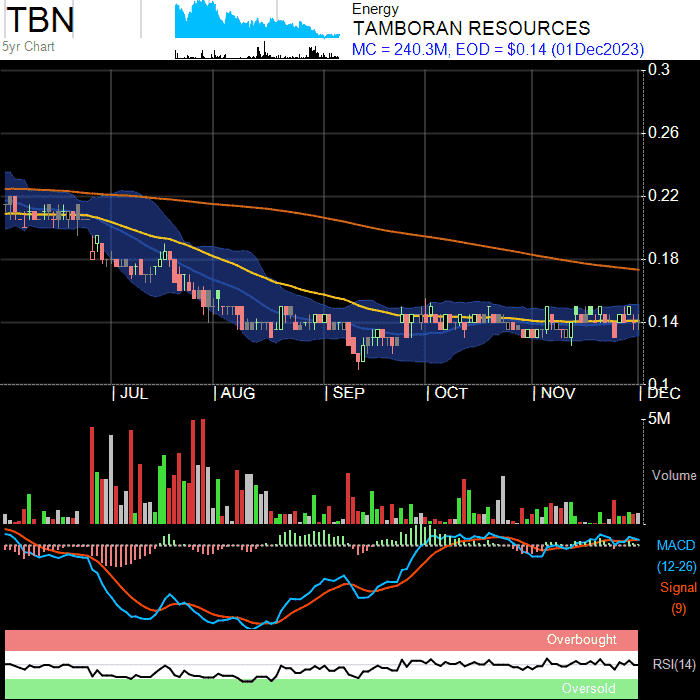 TBN
5yr Chart
Energy
TAMBORAN RESOURCES
MC = 240.3M, EOD = $0.14 (01Dec2023)
0.3
0.26
0.22
0.18
0.14
0.1
JUL
AUG
SEP
OCT
NOV
DEC
5M
Volume
MACD
(12-26)
Signal
(9)
Overbought
RSI(14)
Oversold